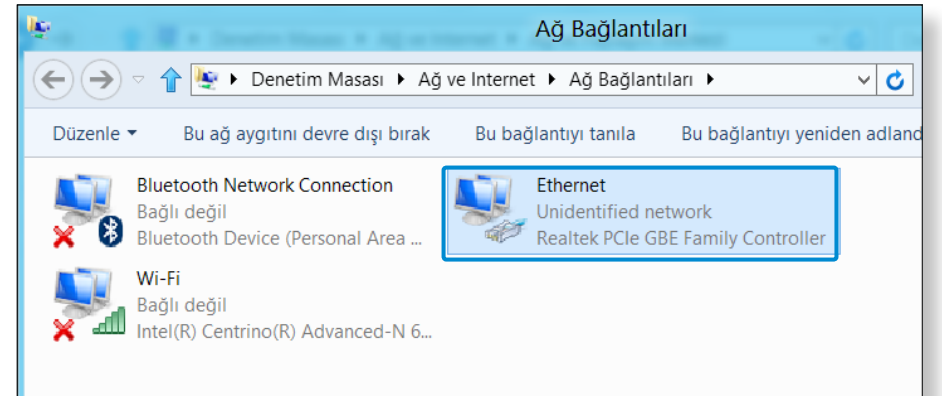 Ağ Bağlantıları
Denetim Masası Ağ ve Internet Ağ Bağlantıları
Düzenle Bu ağ aygıtını devre dışı bırak Bu bağlantıyı tanıla Bu bağlantıyı yeniden adland
Bluetooth Network Connection
Bağlı değil
Bluetooth Device (Personal Area ...
Ethernet
Unidentified network
Realtek PCIe GBE Family Controller
Wi-Fi
Bağlı değil
Intel(R) Centrino(R) Advanced-N 6...